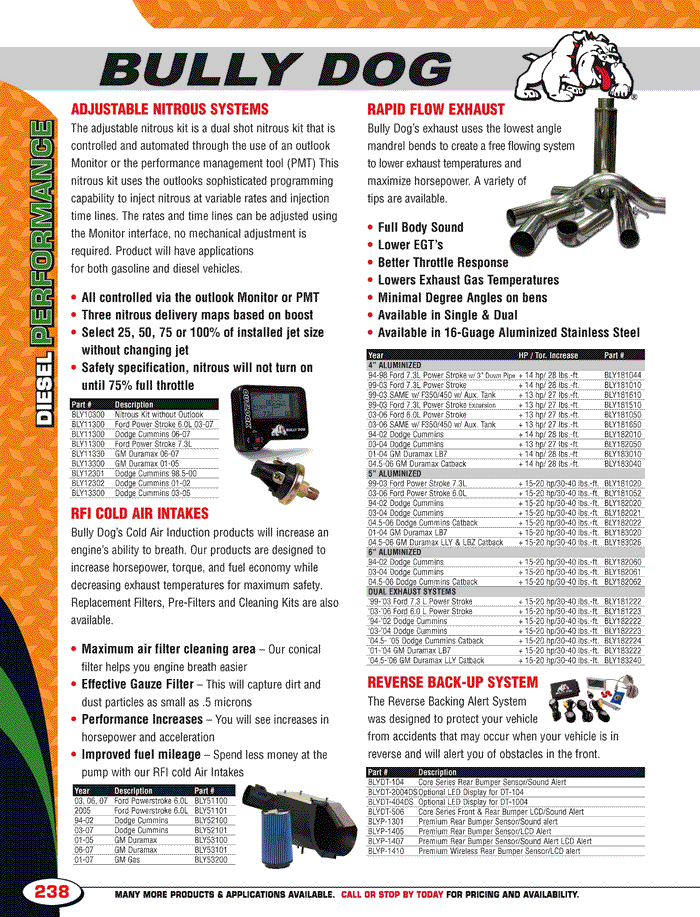 BULLY DOG
DIESEL PERFORMANCE
ADJUSTABLE NITROUS SYSTEMS
The adjustable nitrous kit is a dual shot nitrous kit that is
controlled and automated through the use of an outlook
Monitor or the performance management tool (PMT) This
nitrous kit uses the outlooks sophisticated programming
capability to inject nitrous at variable rates and injection
time lines. The rates and time lines can be adjusted using
the Monitor interface, no mechanical adjustment is
required. Product will have applications
for both gasoline and diesel vehicles.
• All controlled via the outlook Monitor or PMT
• Three nitrous delivery maps based on boost
• Select 25, 50, 75 or 100% of installed jet size
without changing jet
• Safety specification, nitrous will not turn on
until 75% full throttle
Part # Description
BLY10300 Nitrous Kit without Outlook
BLY11300 Ford Power Stroke 6.0L 03-07
BLY11300 Dodge Cummins 06-07
BLY11300 Ford Power Stroke 7.3L
BLY11330 GM Duramax 06-07
BLY13300 GM Duramax 01-05
BLY12301 Dodge Cummins 98.5-00
BLY12302 Dodge Cummins 01-02
BLY13300 Dodge Cummins 03-05
OUTLOOK
BULLY DOG
RFI COLD AIR INTAKES
Bully Dog's Cold Air Induction products will increase an
engine's ability to breath. Our products are designed to
increase horsepower, torque, and fuel economy while
decreasing exhaust temperatures for maximum safety.
Replacement Filters, Pre-Filters and Cleaning Kits are also
available.
• Maximum air filter cleaning area – Our conical
filter helps you engine breath easier
• Effective Gauze Filter – This will capture dirt and
dust particles as small as .5 microns
• Performance Increases – You will see increases in
horsepower and acceleration
• Improved fuel mileage – Spend less money at the
pump with our RFI cold Air Intakes
Year Description Part #
03, 06, 07 Ford Powerstroke 6.0L BLY51100
2005 Ford Powerstroke 6.0L BLY51101
94-02 Dodge Cummins BLY52100
03-07 Dodge Cummins BLY52101
01-05 GM Duramax BLY53100
06-07 GM Duramax BLY53101
01-07 GM Gas BLY53200
RAPID FLOW EXHAUST
Bully Dog's exhaust uses the lowest angle
mandrel bends to create a free flowing system
to lower exhaust temperatures and
maximize horsepower. A variety of
tips are available.
• Full Body Sound
• Lower EGT's
• Better Throttle Response
• Lowers Exhaust Gas Temperatures
• Minimal Degree Angles on bens
• Available in Single & Dual
• Available in 16-Guage Aluminized Stainless Steel
Year HP / Tor. Increase Part #
4" ALUMINIZED
94-98 Ford 7.3L Power Stroke w/ 3" Down Pipe + 14 hp/ 28 lbs.-ft. BLY181044
99-03 Ford 7.3L Power Stroke + 14 hp/ 28 lbs.-ft. BLY181010
99-03 SAME w/ F350/450 w/ Aux. Tank + 13 hp/ 27 lbs.-ft. BLY181610
99-03 Ford 7.3L Power Stroke Expansion + 13 hp/ 27 lbs.-ft. BLY181510
03-06 Ford 6.0L Power Stroke + 13 hp/ 27 lbs.-ft. BLY181050
03-06 SAME w/ F350/450 w/ Aux. Tank + 13 hp/ 27 lbs.-ft. BLY181650
94-02 Dodge Cummins + 14 hp/ 28 lbs.-ft. BLY182010
03-04 Dodge Cummins + 13 hp/ 27 lbs.-ft. BLY182050
01-04 GM Duramax LB7 + 14 hp/ 28 lbs.-ft. BLY183010
04.5-06 GM Duramax Catback + 14 hp/ 28 lbs.-ft. BLY183040
5" ALUMINIZED
99-03 Ford Power Stroke 7.3L + 15-20 hp/30-40 lbs.-ft. BLY181020
03-06 Ford Power Stroke 6.0L + 15-20 hp/30-40 lbs.-ft. BLY181052
94-02 Dodge Cummins + 15-20 hp/30-40 lbs.-ft. BLY182020
03-04 Dodge Cummins + 15-20 hp/30-40 lbs.-ft. BLY182021
04.5-06 Dodge Cummins Catback + 15-20 hp/30-40 lbs.-ft. BLY182022
01-04 GM Duramax LB7 + 15-20 hp/30-40 lbs.-ft. BLY183020
04.5-06 GM Duramax LLY & LBZ Catback + 15-20 hp/30-40 lbs.-ft. BLY183026
6" ALUMINIZED
94-02 Dodge Cummins + 15-20 hp/30-40 lbs.-ft. BLY182060
03-04 Dodge Cummins + 15-20 hp/30-40 lbs.-ft. BLY182061
04.5-06 Dodge Cummins Catback + 15-20 hp/30-40 lbs.-ft. BLY182062
DUAL EXHAUST SYSTEMS
'99-'03 Ford 7.3 L Power Stroke + 15-20 hp/30-40 lbs.-ft. BLY181222
'03-'06 Ford 6.0 L Power Stroke + 15-20 hp/30-40 lbs.-ft. BLY181223
'94-'02 Dodge Cummins + 15-20 hp/30-40 lbs.-ft. BLY182222
'03-'04 Dodge Cummins + 15-20 hp/30-40 lbs.-ft. BLY182223
'04.5- '05 Dodge Cummins Catback + 15-20 hp/30-40 lbs.-ft. BLY182224
'01-'04 GM Duramax LB7 + 15-20 hp/30-40 lbs.-ft. BLY183222
'04.5-'06 GM Duramax LLY Catback + 15-20 hp/30-40 lbs.-ft. BLY183240
REVERSE BACK-UP SYSTEM
The Reverse Backing Alert System
was designed to protect your vehicle
from accidents that may occur when your vehicle is in
reverse and will alert you of obstacles in the front.
Part # Description
BLYDT-104 Core Series Rear Bumper Sensor/Sound Alert
BLYDT-2004DS Optional LED Display for DT-104
BLYDT-404DS Optional LED Display for DT-1004
BLYDT-506 Core Series Front & Rear Bumper LCD/Sound Alert
BLYP-1301 Premium Rear Bumper Sensor/Sound alert
BLYP-1405 Premium Rear Bumper Sensor/LCD Alert
BLYP-1407 Premium Rear Bumper Sensor/Sound Alert LCD Alert
BLYP-1410 Premium Wireless Rear Bumper Sensor/LCD alert
238
MANY MORE PRODUCTS & APPLICATIONS AVAILABLE. CALL OR STOP BY TODAY FOR PRICING AND AVAILABILITY.